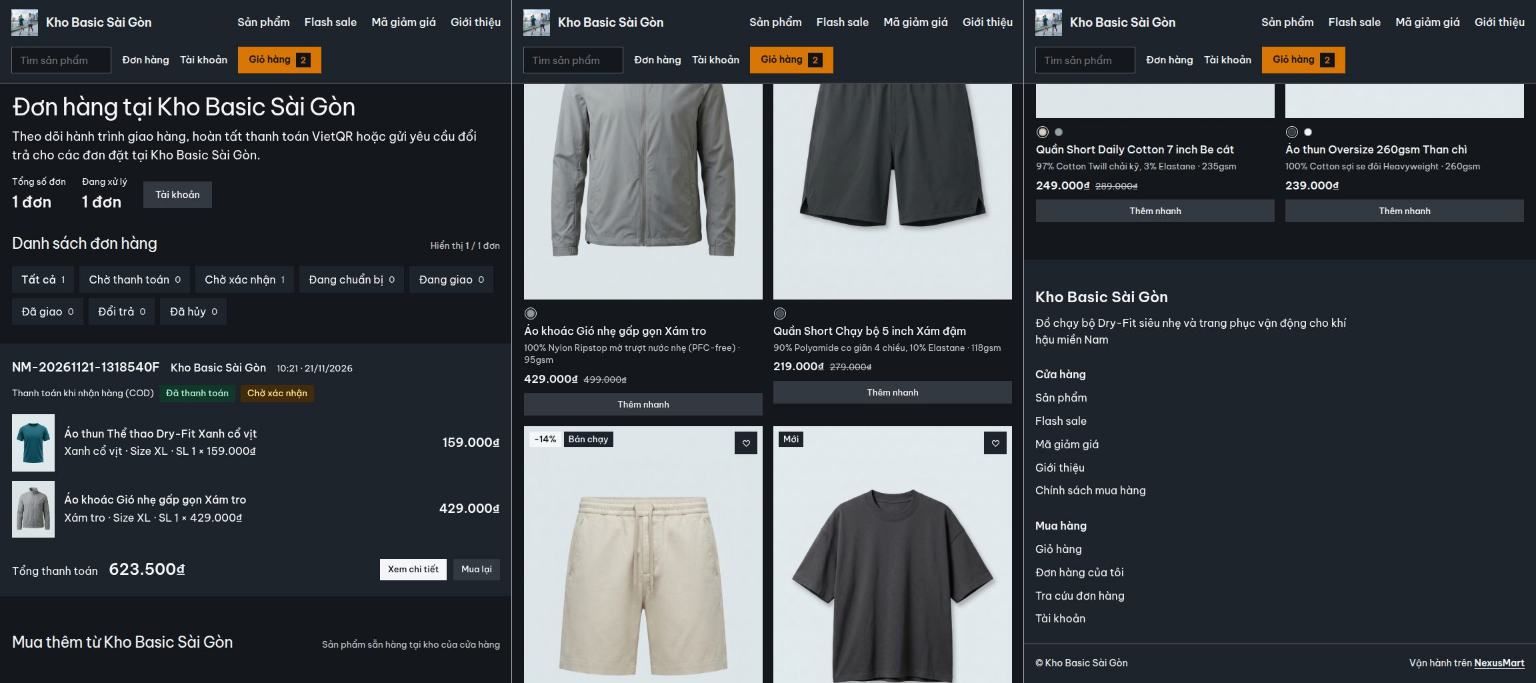 Kho Basic Sài Gòn
Sản phẩm Flash sale Mã giảm giá Giới thiệu
Tìm sản phẩm Đơn hàng Tài khoản Giỏ hàng 2
Đơn hàng tại Kho Basic Sài Gòn
Theo dõi hành trình giao hàng, hoàn tất thanh toán VietQR hoặc gửi yêu cầu đổi
trả cho các đơn đặt tại Kho Basic Sài Gòn.
Tổng số đơn Đang xử lý
1 đơn 1 đơn Tài khoản
Danh sách đơn hàng Hiển thị 1 / 1 đơn
Tất cả 1 Chờ thanh toán 0 Chờ xác nhận 1 Đang chuẩn bị 0 Đang giao 0
Đã giao 0 Đổi trả 0 Đã hủy 0
NM-20261121-1318540F Kho Basic Sài Gòn 10:21 · 21/11/2026
Thanh toán khi nhận hàng (COD) Đã thanh toán Chờ xác nhận
Áo thun Thể thao Dry-Fit Xanh cổ vịt
Xanh cổ vịt · Size XL · SL 1 × 159.000₫
159.000₫
Áo khoác Gió nhẹ gấp gọn Xám tro
Xám tro · Size XL · SL 1 × 429.000₫
429.000₫
Tổng thanh toán 623.500₫ Xem chi tiết Mua lại
Mua thêm từ Kho Basic Sài Gòn Sản phẩm sẵn hàng tại kho của cửa hàng
Kho Basic Sài Gòn
Sản phẩm Flash sale Mã giảm giá Giới thiệu
Tìm sản phẩm Đơn hàng Tài khoản Giỏ hàng 2
Áo khoác Gió nhẹ gấp gọn Xám tro
100% Nylon Ripstop mờ trượt nước nhẹ (PFC-free) ·
95gsm
429.000₫ 499.000₫
Thêm nhanh
Quần Short Chạy bộ 5 inch Xám đậm
90% Polyamide co giãn 4 chiều, 10% Elastane · 118gsm
219.000₫ 279.000₫
Thêm nhanh
-14% Bán chạy
Mới
Kho Basic Sài Gòn
Sản phẩm Flash sale Mã giảm giá Giới thiệu
Tìm sản phẩm Đơn hàng Tài khoản Giỏ hàng 2
Quần Short Daily Cotton 7 inch Be cát
97% Cotton Twill chải kỹ, 3% Elastane · 235gsm
249.000₫ 289.000₫
Thêm nhanh
Áo thun Oversize 260gsm Than chì
100% Cotton sợi se đôi Heavyweight · 260gsm
239.000₫
Thêm nhanh
Kho Basic Sài Gòn
Đồ chạy bộ Dry-Fit siêu nhẹ và trang phục vận động cho khí
hậu miền Nam
Cửa hàng
Sản phẩm
Flash sale
Mã giảm giá
Giới thiệu
Chính sách mua hàng
Mua hàng
Giỏ hàng
Đơn hàng của tôi
Tra cứu đơn hàng
Tài khoản
© Kho Basic Sài Gòn Vận hành trên NexusMart